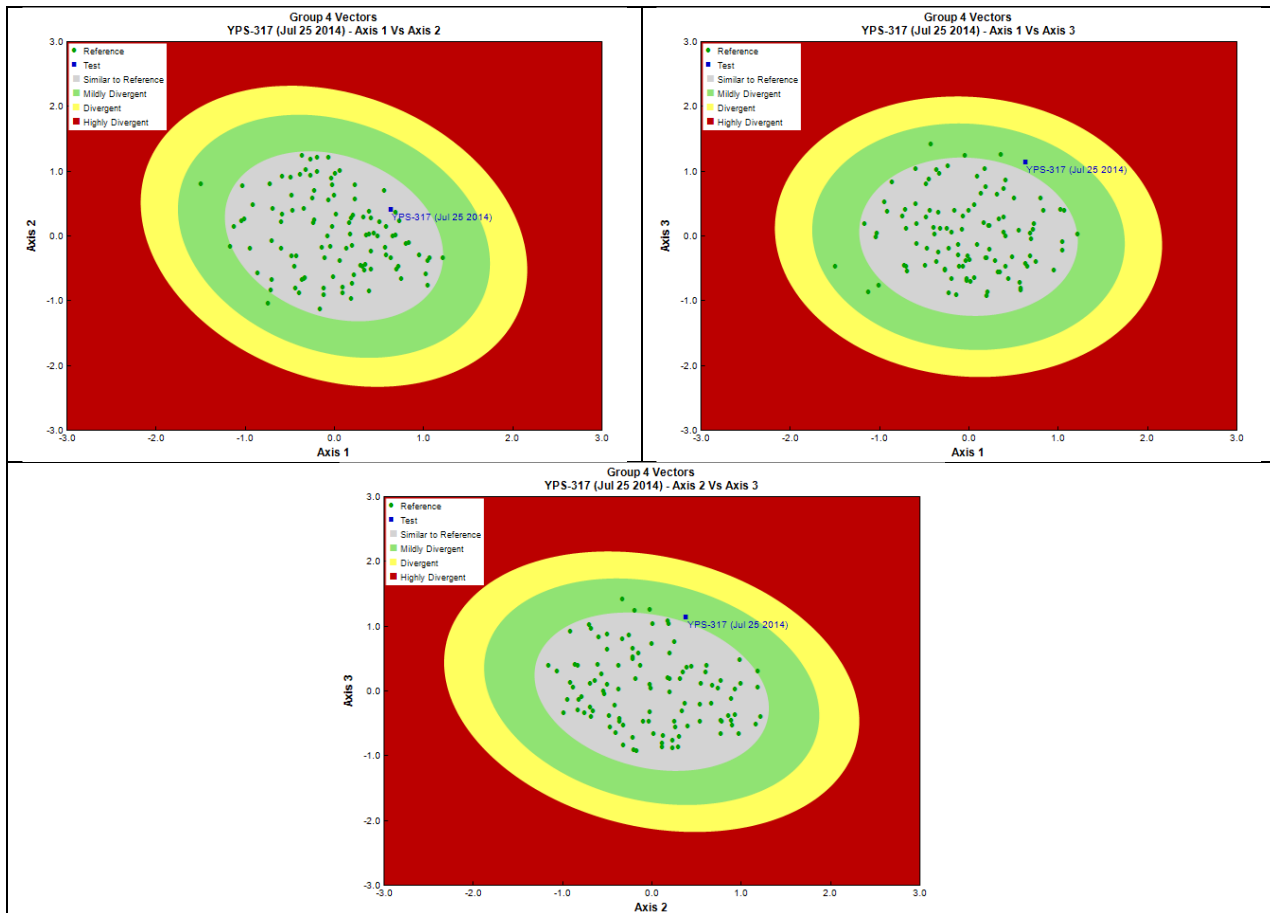 Group 4 Vectors
YPS-317 (Jul 25 2014) - Axis 1 Vs Axis 2
3.0
Reference
Test
Similar to Reference
Mildly Divergent
Divergent
Highly Divergent
2.0
1.0
YPS-317 (Jul 25 2014)
0.0
Axis 2
-1.0
-2.0
-3.0
-3.0 -2.0 -1.0 0.0 1.0 2.0 3.0
Axis 1
Group 4 Vectors
YPS-317 (Jul 25 2014) - Axis 1 Vs Axis 3
3.0
Reference
Test
Similar to Reference
Mildly Divergent
Divergent
Highly Divergent
2.0
1.0
YPS-317 (Jul 25 2014)
0.0
Axis 3
-1.0
-2.0
-3.0
-3.0 -2.0 -1.0 0.0 1.0 2.0 3.0
Axis 1
Group 4 Vectors
YPS-317 (Jul 25 2014) - Axis 2 Vs Axis 3
3.0
Reference
Test
Similar to Reference
Mildly Divergent
Divergent
Highly Divergent
2.0
1.0
YPS-317 (Jul 25 2014)
0.0
Axis 3
-1.0
-2.0
-3.0
-3.0 -2.0 -1.0 0.0 1.0 2.0 3.0
Axis 2